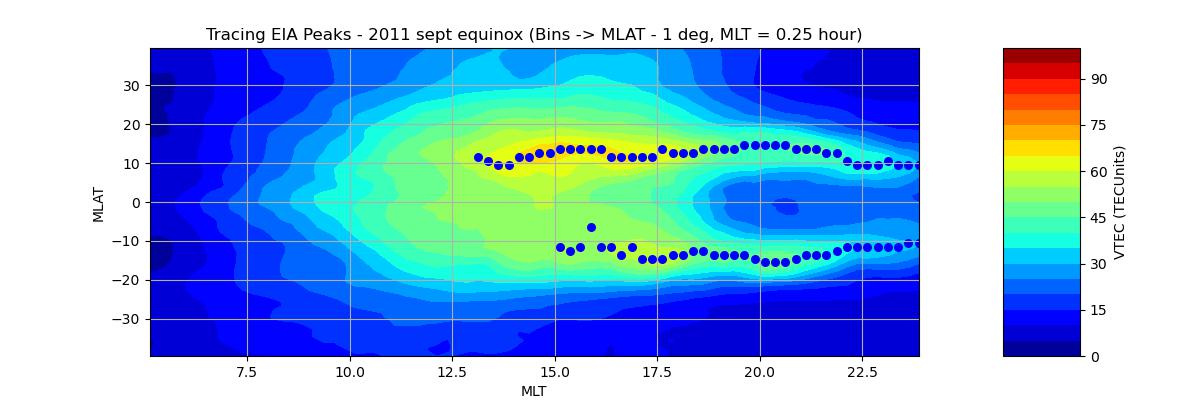 Tracing EIA Peaks - 2011 sept equinox (Bins -> MLAT - 1 deg, MLT = 0.25 hour)
30
20
10
0
−10
−20
−30
MLAT
7.5 10.0 12.5 15.0 17.5 20.0 22.5
MLT
90
75
60
45
30
15
0
VTEC (TECUnits)